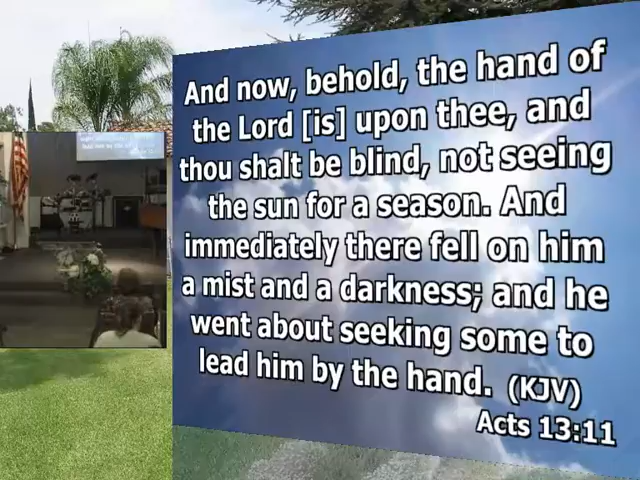 And now, behold, the hand of
the Lord [is] upon thee, and
thou shalt be blind, not seeing
the sun for a season. And
immediately there fell on him
a mist and a darkness; and he
went about seeking some to
lead him by the hand. (KJV)
Acts 13:11